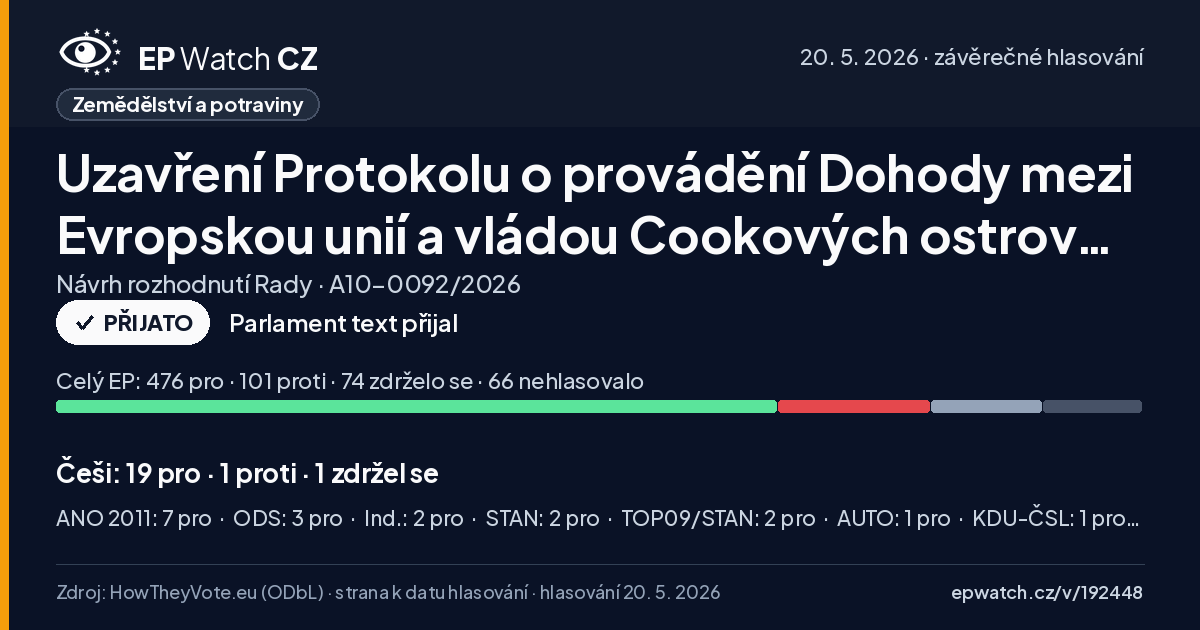 EP Watch CZ
20. 5. 2026 · závěrečné hlasování
Zemědělství a potraviny
Uzavření Protokolu o provádění Dohody mezi
Evropskou unií a vládou Cookových ostrov…
Návrh rozhodnutí Rady · A10-0092/2026
✓ PŘIJATO Parlament text přijal
Celý EP: 476 pro · 101 proti · 74 zdrželo se · 66 nehlasovalo
Češi: 19 pro · 1 proti · 1 zdržel se
ANO 2011: 7 pro · ODS: 3 pro · Ind.: 2 pro · STAN: 2 pro · TOP09/STAN: 2 pro · AUTO: 1 pro · KDU-ČSL: 1 pro…
Zdroj: HowTheyVote.eu (ODbL) · strana k datu hlasování · hlasování 20. 5. 2026
epwatch.cz/v/192448